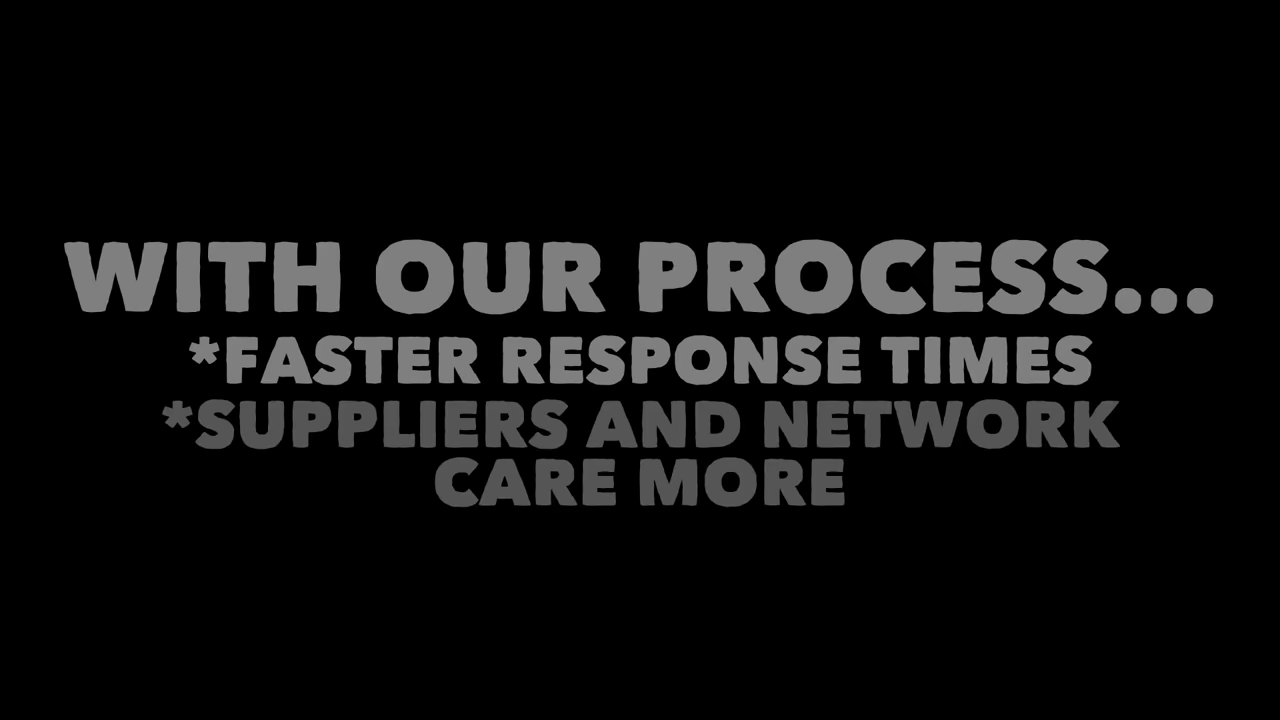 WITH OUR PROCESS...
*FASTER RESPONSE TIMES
*SUPPLIERS AND NETWORK
CARE MORE